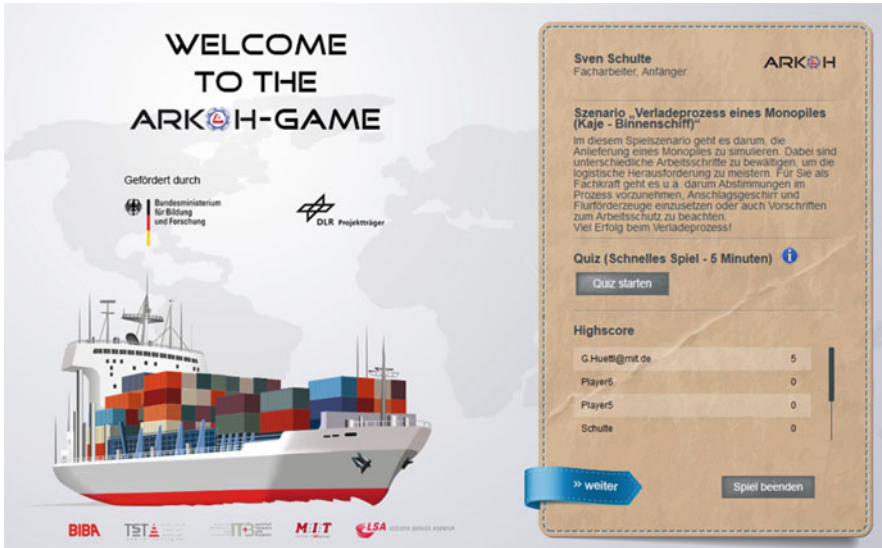 WELCOME
TO THE
ARKOH-GAME
Gefördert durch
Bundesministerium
für Bildung
und Forschung
DLR Projektträger
BIBA
TSTA
ITB
MIT
LSA
Sven Schulte
Facharbeiter, Anfänger
ARKOH
Szenario „Verladeprozess eines Monopiles
(Kaje - Binnenschiff)“
Im diesem Spielszenario geht es darum, die
Anlieferung eines Monopiles zu simulieren. Dabei sind
unterschiedliche Arbeitsschritte zu bewältigen, um die
logistische Herausforderung zu meistern. Für Sie als
Fachkraft geht es u.a. darum Abstimmungen im
Prozess vorzunehmen, Anschlagsgeschirr und
Flurförderzeuge einzusetzen oder auch Vorschriften
zum Arbeitsschutz zu beachten.
Viel Erfolg beim Verladeprozess!
Quiz (Schnelles Spiel - 5 Minuten) i
Quiz starten
Highscore
G.Huettl@mit.de 5
Player6 0
Player5 0
Schulte 0
» weiter
Spiel beenden